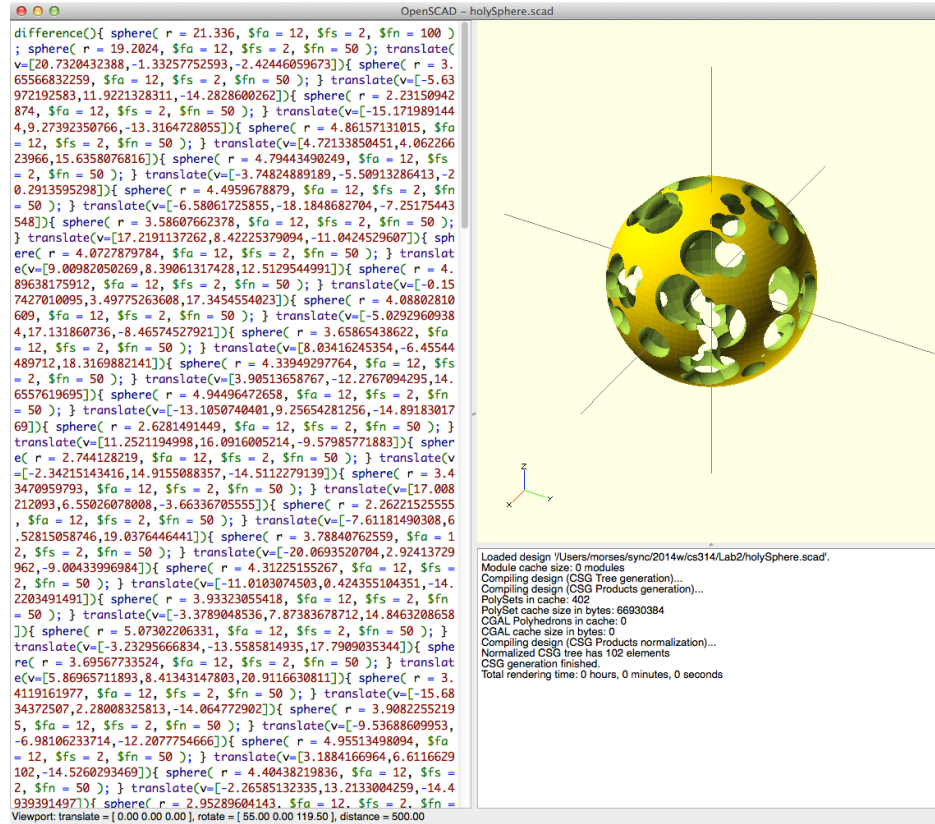 OpenSCAD – holySphere.scad
difference(){ sphere( r = 21.336, $fa = 12, $fs = 2, $fn = 100 )
; sphere( r = 19.2024, $fa = 12, $fs = 2, $fn = 50 ); translate(
v=[20.7320432388,-1.33257752593,-2.42446059673]){ sphere( r = 3.
65566832259, $fa = 12, $fs = 2, $fn = 50 ); } translate(v=[-5.63
972192583,11.9221328311,-14.2828600262]){ sphere( r = 2.23150942
874, $fa = 12, $fs = 2, $fn = 50 ); } translate(v=[-15.171989144
4,9.27392350766,-13.3164728055]){ sphere( r = 4.86157131015, $fa
= 12, $fs = 2, $fn = 50 ); } translate(v=[4.72133850451,4.062266
23966,15.6358076816]){ sphere( r = 4.79443490249, $fa = 12, $fs
= 2, $fn = 50 ); } translate(v=[-3.74824889189,-5.50913286413,-2
0.2913595298]){ sphere( r = 4.4959678879, $fa = 12, $fs = 2, $fn
= 50 ); } translate(v=[-6.58061725855,-18.1848682704,-7.25175443
548]){ sphere( r = 3.58607662378, $fa = 12, $fs = 2, $fn = 50 );
} translate(v=[17.2191137262,8.42225379094,-11.0424529607]){ sph
ere( r = 4.0727879784, $fa = 12, $fs = 2, $fn = 50 ); } translat
e(v=[9.00982050269,8.39061317428,12.5129544991]){ sphere( r = 4.
89638175912, $fa = 12, $fs = 2, $fn = 50 ); } translate(v=[-0.15
7427010095,3.49775263608,17.3454554023]){ sphere( r = 4.08802810
609, $fa = 12, $fs = 2, $fn = 50 ); } translate(v=[-5.0292960938
4,17.131860736,-8.46574527921]){ sphere( r = 3.65865438622, $fa
= 12, $fs = 2, $fn = 50 ); } translate(v=[8.03416245354,-6.45544
489712,18.3169882141]){ sphere( r = 4.33949297764, $fa = 12, $fs
= 2, $fn = 50 ); } translate(v=[3.90513658767,-12.2767094295,14.
6557619695]){ sphere( r = 4.94496472658, $fa = 12, $fs = 2, $fn
= 50 ); } translate(v=[-13.1050740401,9.25654281256,-14.89183017
69]){ sphere( r = 2.6281491449, $fa = 12, $fs = 2, $fn = 50 ); }
translate(v=[11.2521194998,16.0916005214,-9.57985771883]){ spher
e( r = 2.744128219, $fa = 12, $fs = 2, $fn = 50 ); } translate(v
=[-2.34215143416,14.9155088357,-14.5112279139]){ sphere( r = 3.4
3470959793, $fa = 12, $fs = 2, $fn = 50 ); } translate(v=[17.008
212093,6.55026078008,-3.66336705555]){ sphere( r = 2.26221525555
, $fa = 12, $fs = 2, $fn = 50 ); } translate(v=[-7.61181490308,6
.52815058746,19.0376446441]){ sphere( r = 3.78840762559, $fa = 1
2, $fs = 2, $fn = 50 ); } translate(v=[-20.0693520704,2.92413729
962,-9.00433996984]){ sphere( r = 4.31225155267, $fa = 12, $fs =
2, $fn = 50 ); } translate(v=[-11.0103074503,0.424355104351,-14.
2203491491]){ sphere( r = 3.93323055418, $fa = 12, $fs = 2, $fn
= 50 ); } translate(v=[-3.3789048536,7.87383678712,14.8463208658
]){ sphere( r = 5.07302206331, $fa = 12, $fs = 2, $fn = 50 ); }
translate(v=[-3.23295666834,-13.5585814935,17.7909035344]){ sphe
re( r = 3.69567733524, $fa = 12, $fs = 2, $fn = 50 ); } translat
e(v=[5.86965711893,8.41343147803,20.9116630811]){ sphere( r = 3.
4119161977, $fa = 12, $fs = 2, $fn = 50 ); } translate(v=[-15.68
34372507,2.28008325813,-14.064772902]){ sphere( r = 3.9082255219
5, $fa = 12, $fs = 2, $fn = 50 ); } translate(v=[-9.53688609953,
-6.98106233714,-12.2077754666]){ sphere( r = 4.95513498094, $fa
= 12, $fs = 2, $fn = 50 ); } translate(v=[3.1884166964,6.6116629
102,-14.5260293469]){ sphere( r = 4.40438219836, $fa = 12, $fs =
2, $fn = 50 ); } translate(v=[-2.26585132335,13.2133004259,-14.4
939391497]){ sphere( r = 2.95289604143, $fa = 12, $fs = 2, $fn =
z
x
y
Loaded design '/Users/morses/sync/2014w/cs314/Lab2/holySphere.scad'.
Module cache size: 0 modules
Compiling design (CSG Tree generation)...
Compiling design (CSG Products generation)...
PolySets in cache: 402
PolySet cache size in bytes: 66930384
CGAL Polyhedrons in cache: 0
CGAL cache size in bytes: 0
Compiling design (CSG Products normalization)...
Normalized CSG tree has 102 elements
CSG generation finished.
Total rendering time: 0 hours, 0 minutes, 0 seconds
Viewport: translate = [ 0.00 0.00 0.00 ], rotate = [ 55.00 0.00 119.50 ], distance = 500.00